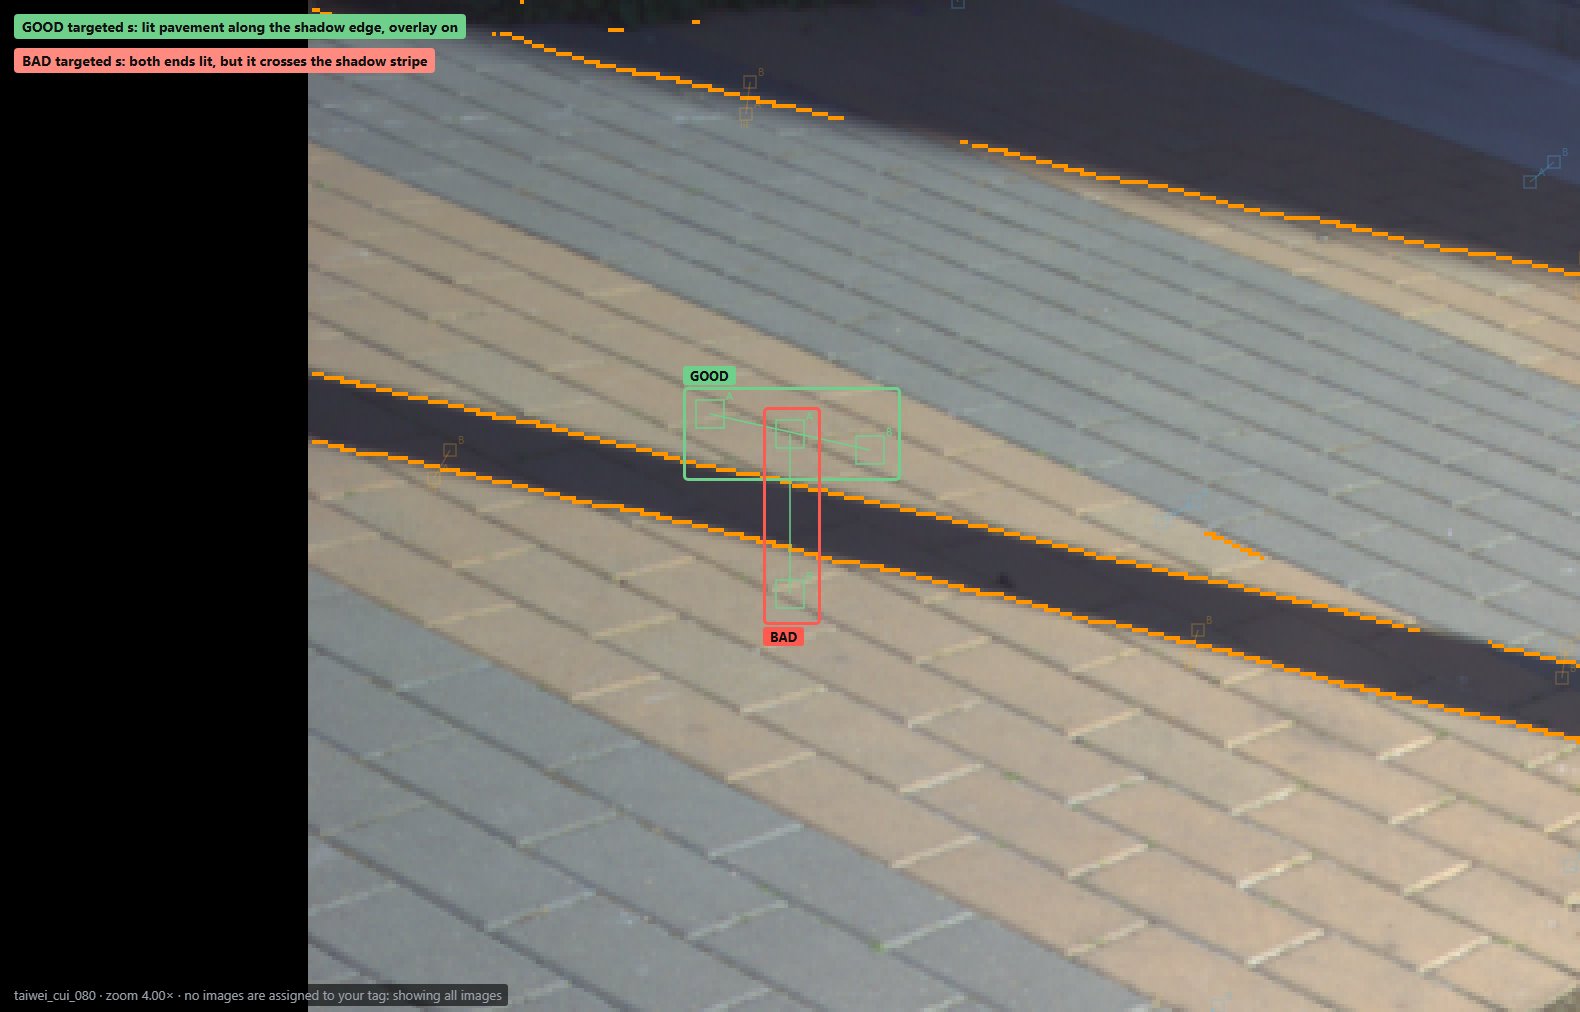 GOOD targeted s: lit pavement along the shadow edge, overlay on
BAD targeted s: both ends lit, but it crosses the shadow stripe
B
B
A
GOOD
A
A
B
B
BAD
B
B
taiwei_cui_080 · zoom 4.00× · no images are assigned to your tag: showing all images